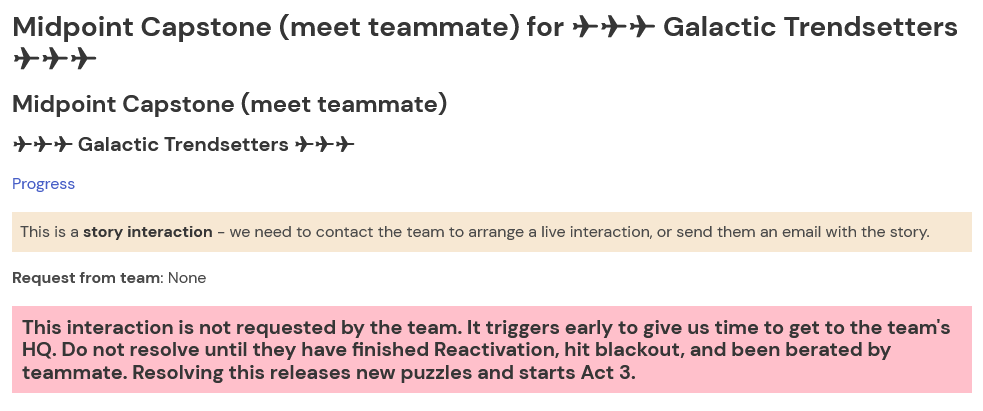 Midpoint Capstone (meet teammate) for ✈✈✈ Galactic Trendsetters
✈✈✈
Midpoint Capstone (meet teammate)
✈✈✈ Galactic Trendsetters ✈✈✈
Progress
This is a story interaction - we need to contact the team to arrange a live interaction, or send them an email with the story.
Request from team: None
This interaction is not requested by the team. It triggers early to give us time to get to the team's
HQ. Do not resolve until they have finished Reactivation, hit blackout, and been berated by
teammate. Resolving this releases new puzzles and starts Act 3.